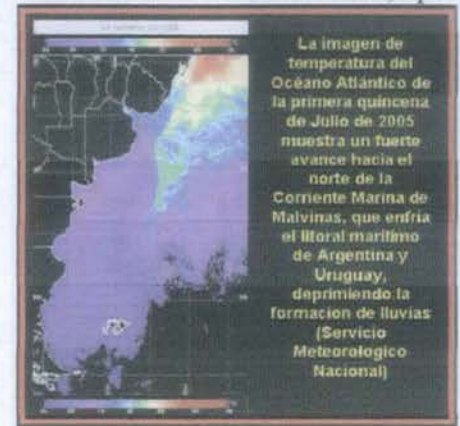 La imagen de
temperatura del
Océano Atlántico de
la primera quincena
de Julio de 2005
muestra un fuerte
avance hacia el
norte de la
Corriente Marina de
Malvinas, que enfría
el litoral marítimo
de Argentina y
Uruguay,
deprimiendo la
formacion de lluvias
(Servicio
Meteorologico
Nacional)